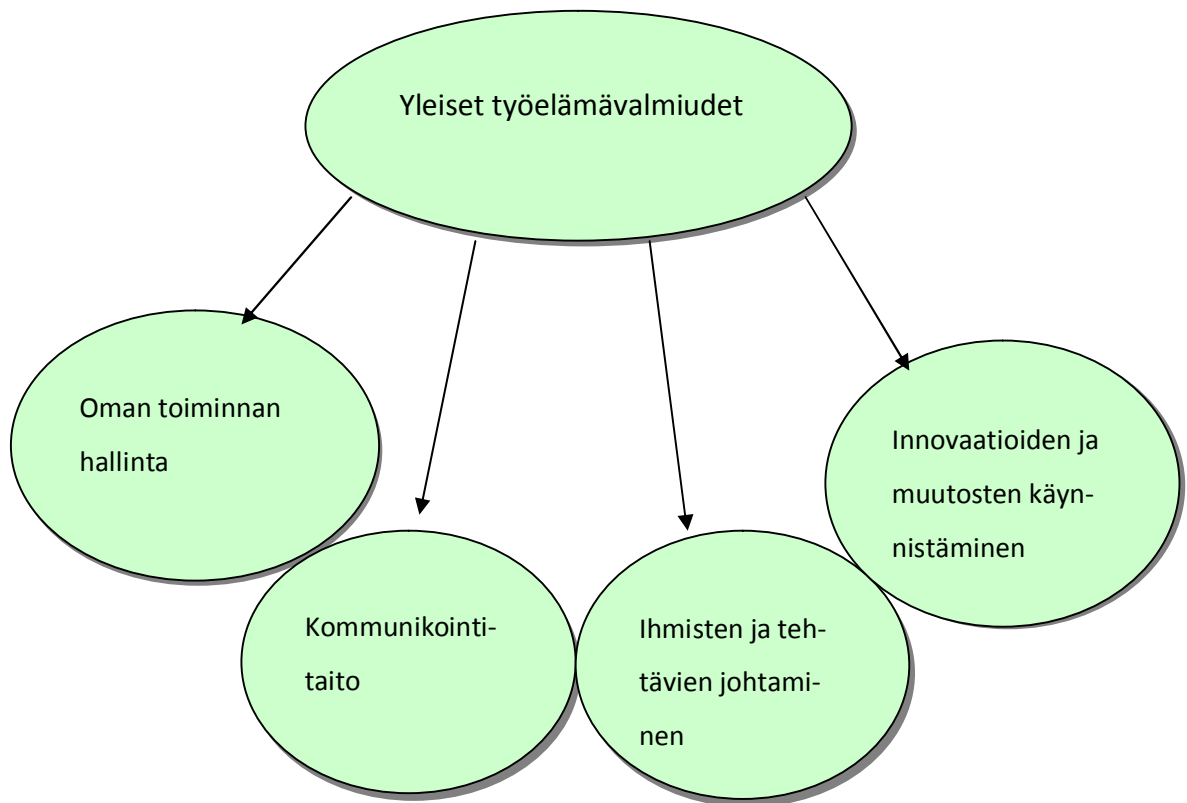 Yleiset työelämävalmiudet
Oman toiminnan
hallinta
Kommunikointi-
taito
Ihmisten ja teh-
tävien johtami-
nen
Innovaatioiden ja
muutosten käyn-
nistäminen